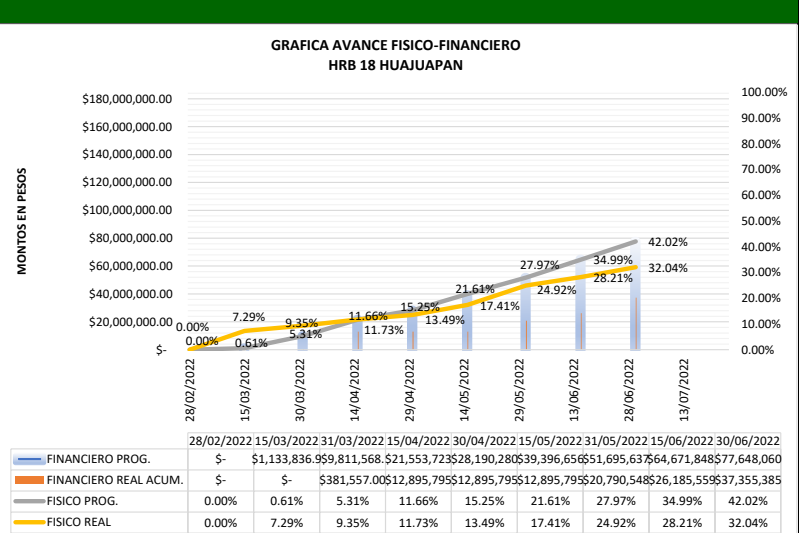 GRAFICA AVANCE FISICO-FINANCIERO
HRB 18 HUAJUAPAN
MONTOS EN PESOS
$180,000,000.00
$160,000,000.00
$140,000,000.00
$120,000,000.00
$100,000,000.00
$80,000,000.00
$60,000,000.00
$40,000,000.00
$20,000,000.00
$-
100.00%
90.00%
80.00%
70.00%
60.00%
50.00%
40.00%
30.00%
20.00%
10.00%
0.00%
0.00% 0.61% 5.31% 11.66% 15.25% 21.61% 27.97% 34.99% 42.02%
0.00% 7.29% 9.35% 11.73% 13.49% 17.41% 24.92% 28.21% 32.04%
28/02/2022 15/03/2022 30/03/2022 14/04/2022 29/04/2022 14/05/2022 29/05/2022 13/06/2022 28/06/2022 13/07/2022
28/02/2022 15/03/2022 31/03/2022 15/04/2022 30/04/2022 15/05/2022 31/05/2022 15/06/2022 30/06/2022
FINANCIERO PROG. $- $1,133,836.9 $9,811,568. $21,553,723 $28,190,280 $39,396,656 $51,695,637 $64,671,848 $77,648,060
FINANCIERO REAL ACUM. $- $- $381,557.00 $12,895,795 $12,895,795 $12,895,795 $20,790,548 $26,185,559 $37,355,385
FISICO PROG. 0.00% 0.61% 5.31% 11.66% 15.25% 21.61% 27.97% 34.99% 42.02%
FISICO REAL 0.00% 7.29% 9.35% 11.73% 13.49% 17.41% 24.92% 28.21% 32.04%